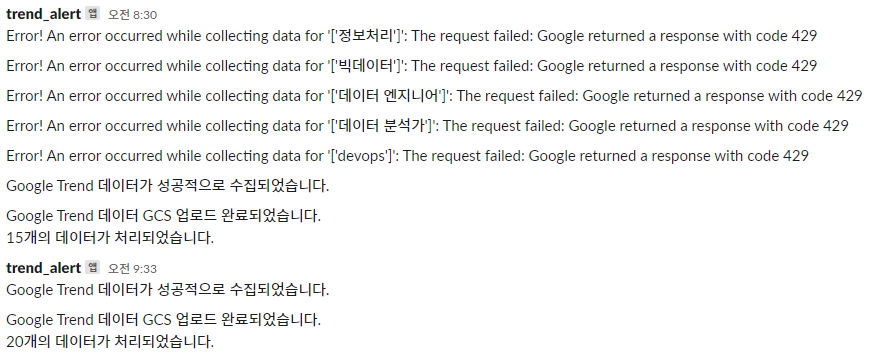 trend_alert 앱 오전 8:30
Error! An error occurred while collecting data for '['정보처리']': The request failed: Google returned a response with code 429
Error! An error occurred while collecting data for '['빅데이터']': The request failed: Google returned a response with code 429
Error! An error occurred while collecting data for '['데이터 엔지니어']': The request failed: Google returned a response with code 429
Error! An error occurred while collecting data for '['데이터 분석가']': The request failed: Google returned a response with code 429
Error! An error occurred while collecting data for '['devops']': The request failed: Google returned a response with code 429
Google Trend 데이터가 성공적으로 수집되었습니다.
Google Trend 데이터 GCS 업로드 완료되었습니다.
15개의 데이터가 처리되었습니다.
trend_alert 앱 오전 9:33
Google Trend 데이터가 성공적으로 수집되었습니다.
Google Trend 데이터 GCS 업로드 완료되었습니다.
20개의 데이터가 처리되었습니다.